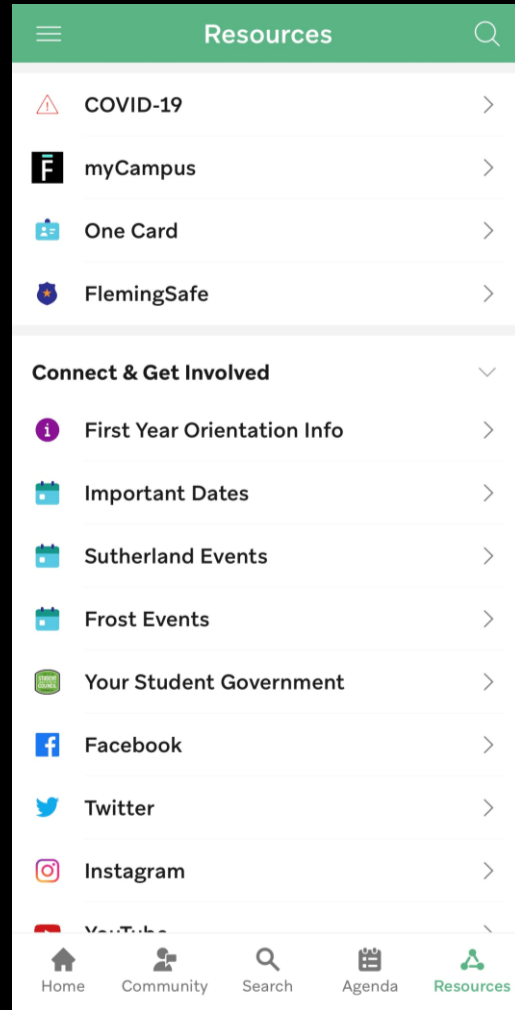 Resources
COVID-19
myCampus
One Card
FlemingSafe
Connect & Get Involved
First Year Orientation Info
Important Dates
Sutherland Events
Frost Events
Your Student Government
Facebook
Twitter
Instagram
YouTube
Home Community Search Agenda Resources